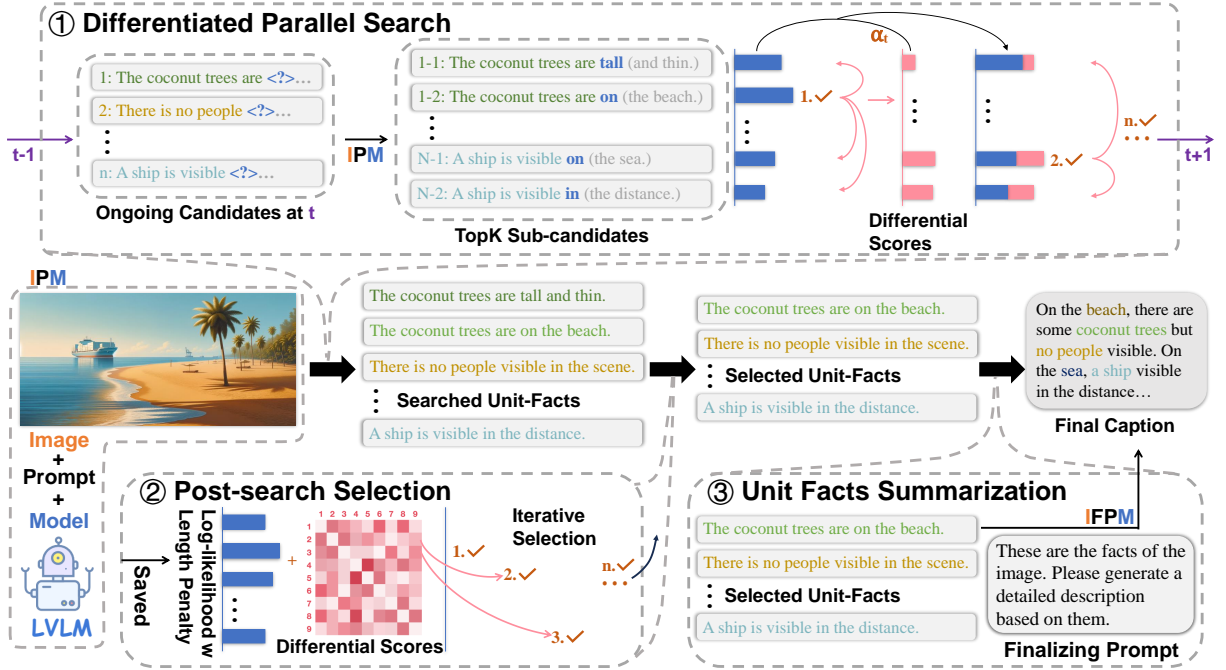 ① Differentiated Parallel Search
1: The coconut trees are <?>...
2: There is no people <?>...
n: A ship is visible <?>...
Ongoing Candidates at t
t-1
IPM
1-1: The coconut trees are tall (and thin.)
1-2: The coconut trees are on (the beach.)
N-1: A ship is visible on (the sea.)
N-2: A ship is visible in (the distance.)
TopK Sub-candidates
αt
1.
2.
n.
...
Differential
Scores
t+1
IPM
Image
+
Prompt
+
Model
LVLM
The coconut trees are tall and thin.
The coconut trees are on the beach.
There is no people visible in the scene.
Searched Unit-Facts
A ship is visible in the distance.
The coconut trees are on the beach.
There is no people visible in the scene.
Selected Unit-Facts
A ship is visible in the distance.
On the beach, there are
some coconut trees but
no people visible. On
the sea, a ship visible
in the distance...
Final Caption
② Post-search Selection
Saved
Log-likelihood w
Length Penalty
+
1 2 3 4 5 6 7 8 9
1
2
3
4
5
6
7
8
9
Differential Scores
1.
2.
3.
n.
...
Iterative
Selection
③ Unit Facts Summarization
The coconut trees are on the beach.
There is no people visible in the scene.
Selected Unit-Facts
A ship is visible in the distance.
IFPM
These are the facts of the
image. Please generate a
detailed description
based on them.
Finalizing Prompt